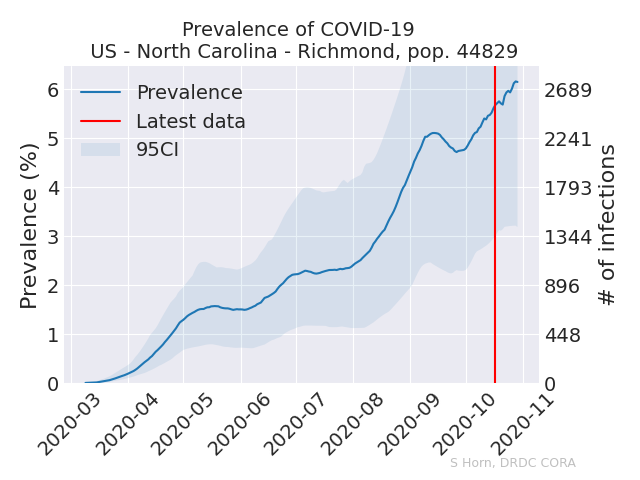 Prevalence of COVID-19
US - North Carolina - Richmond, pop. 44829
Prevalence
Latest data
95CI
Prevalence (%)
6
5
4
3
2
1
0
2689
2241
1793
1344
896
448
0
# of infections
2020-03
2020-04
2020-05
2020-06
2020-07
2020-08
2020-09
2020-10
2020-11
S Horn, DRDC CORA